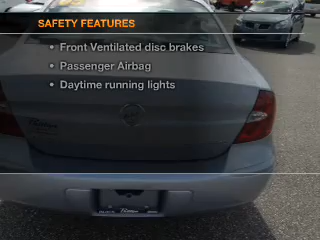 SAFETY FEATURES
• Front Ventilated disc brakes
• Passenger Airbag
• Daytime running lights